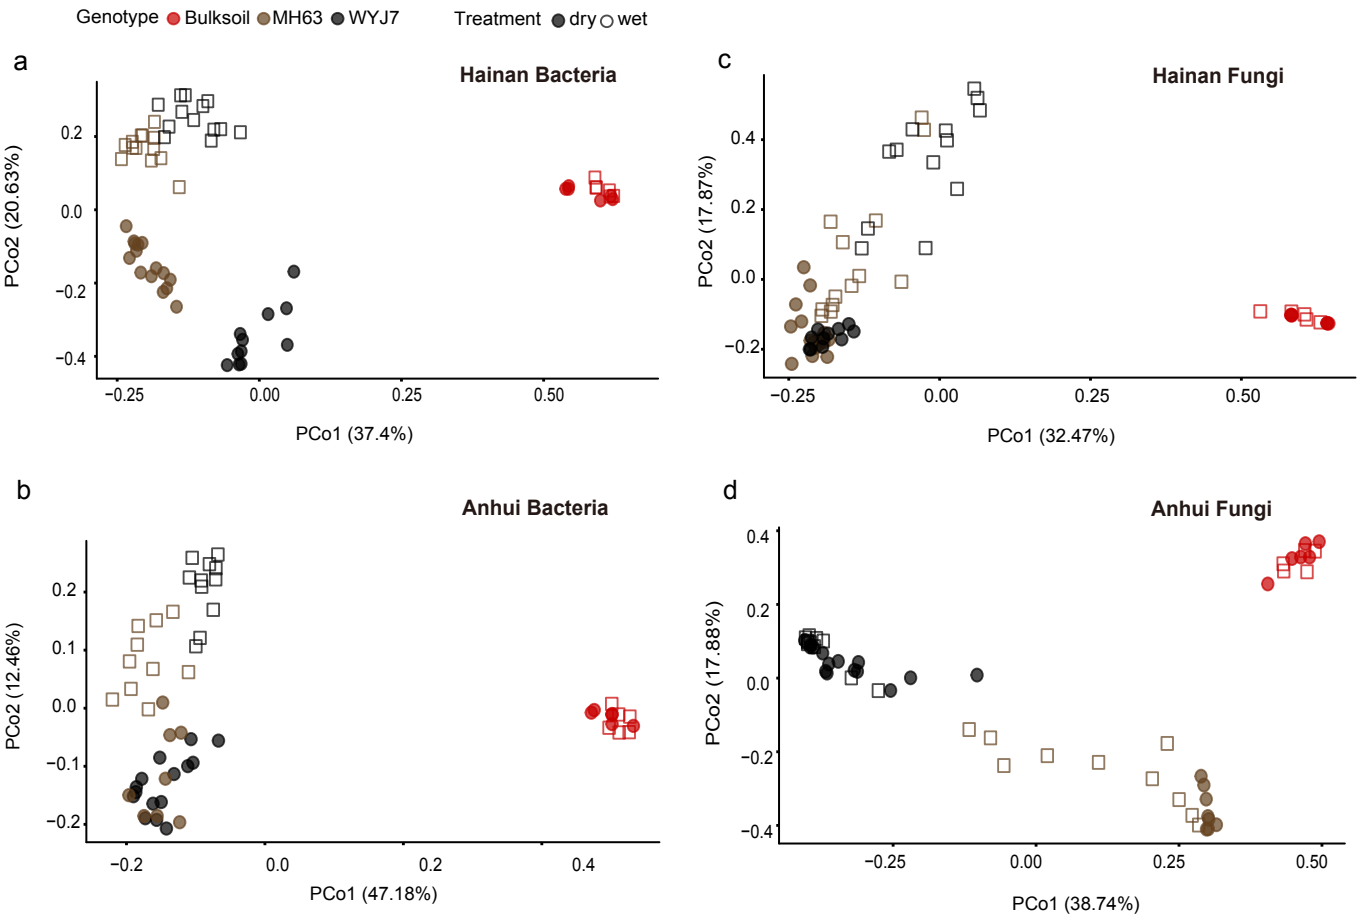 Genotype Bulksoil MH63 WYJ7 Treatment dry wet
a
Hainan Bacteria
PCo2 (20.63%)
0.2
0.0
−0.2
−0.4
−0.25 0.00 0.25 0.50
PCo1 (37.4%)
c
Hainan Fungi
PCo2 (17.87%)
0.4
0.2
0.0
−0.2
−0.25 0.00 0.25 0.50
PCo1 (32.47%)
b
Anhui Bacteria
PCo2 (12.46%)
0.2
0.1
0.0
−0.1
−0.2
−0.2 0.0 0.2 0.4
PCo1 (47.18%)
d
Anhui Fungi
PCo2 (17.88%)
0.4
0.2
0.0
−0.2
−0.4
−0.25 0.00 0.25 0.50
PCo1 (38.74%)